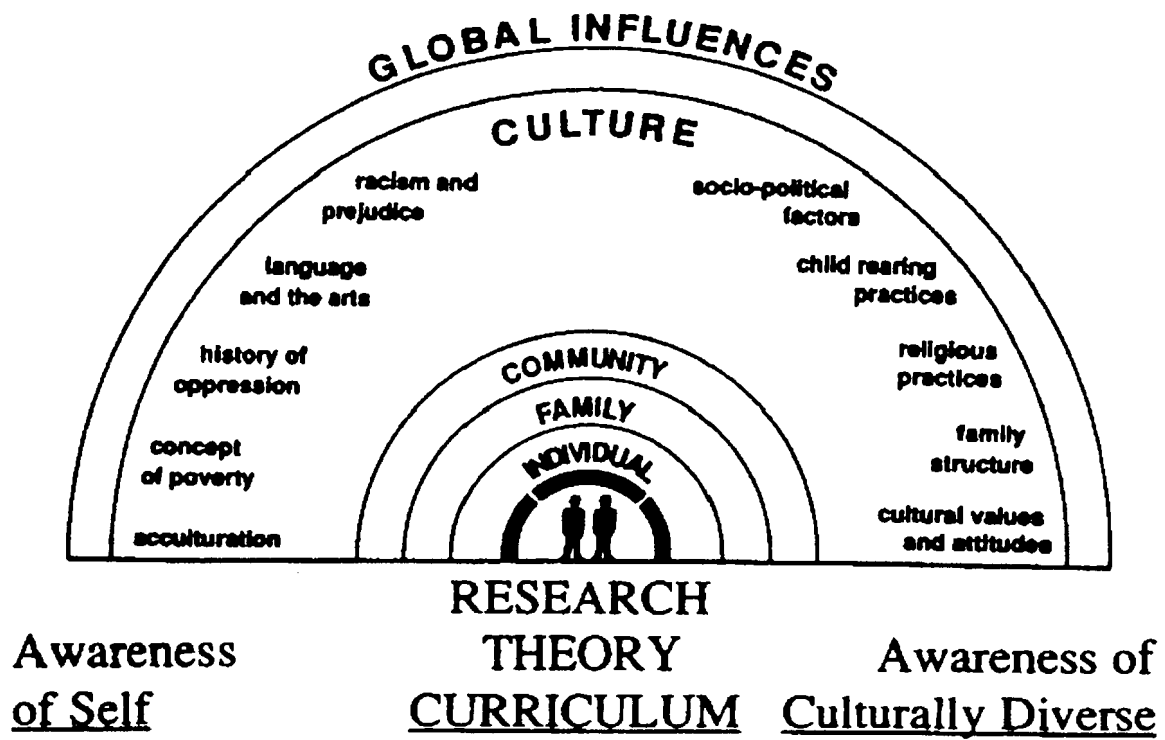 GLOBAL INFLUENCES
CULTURE
racism and
prejudice
language
and the arts
history of
oppression
concept
of poverty
acculturation
socio-political
factors
child rearing
practices
religious
practices
family
structure
cultural values
and attitudes
COMMUNITY
FAMILY
INDIVIDUAL
Awareness
of Self
RESEARCH
THEORY
CURRICULUM
Awareness of
Culturally Diverse